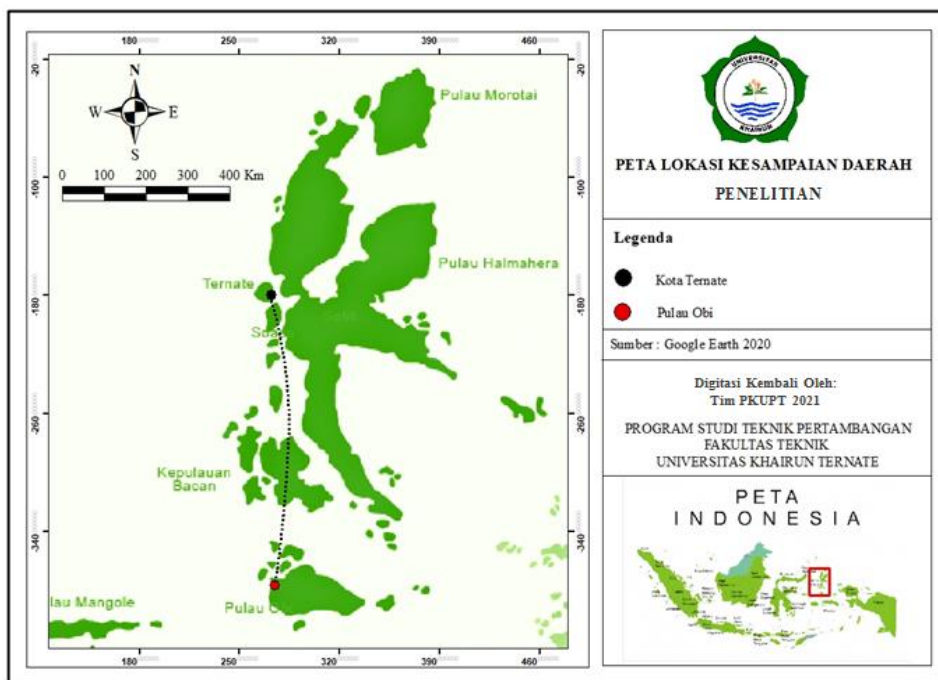 180 250 320 390 460
-20
N
W E
S
Pulau Morotai
0 100 200 300 400 Km
-100
Pulau Halmahera
Ternate
-180
-260
Kepulauan
Bacan
-340
Pulau
lau Mangole
180 250 320 390 460
UNIVERSITAS
KHAIRUN
PETA LOKASI KESAMPAIAN DAERAH
PENELITIAN
Legenda
Kota Ternate
Pulau Obi
Sumber : Google Earth 2020
Digitasi Kembali Oleh:
Tim PKUPT 2021
PROGRAM STUDI TEKNIK PERTAMBANGAN
FAKULTAS TEKNIK
UNIVERSITAS KHAIRUN TERNATE
PETA
INDONESIA